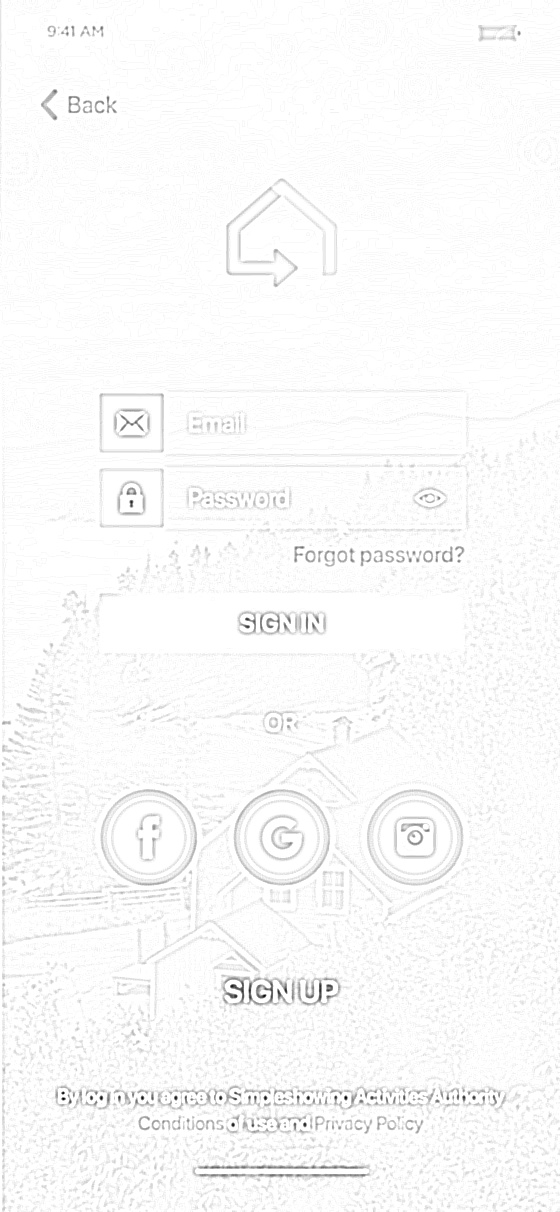 9:41 AM
Back
Email
Password
Forgot password?
SIGN IN
OR
f G
SIGN UP
By log in you agree to Simpleshowing Activities Authority
Conditions of use and Privacy Policy